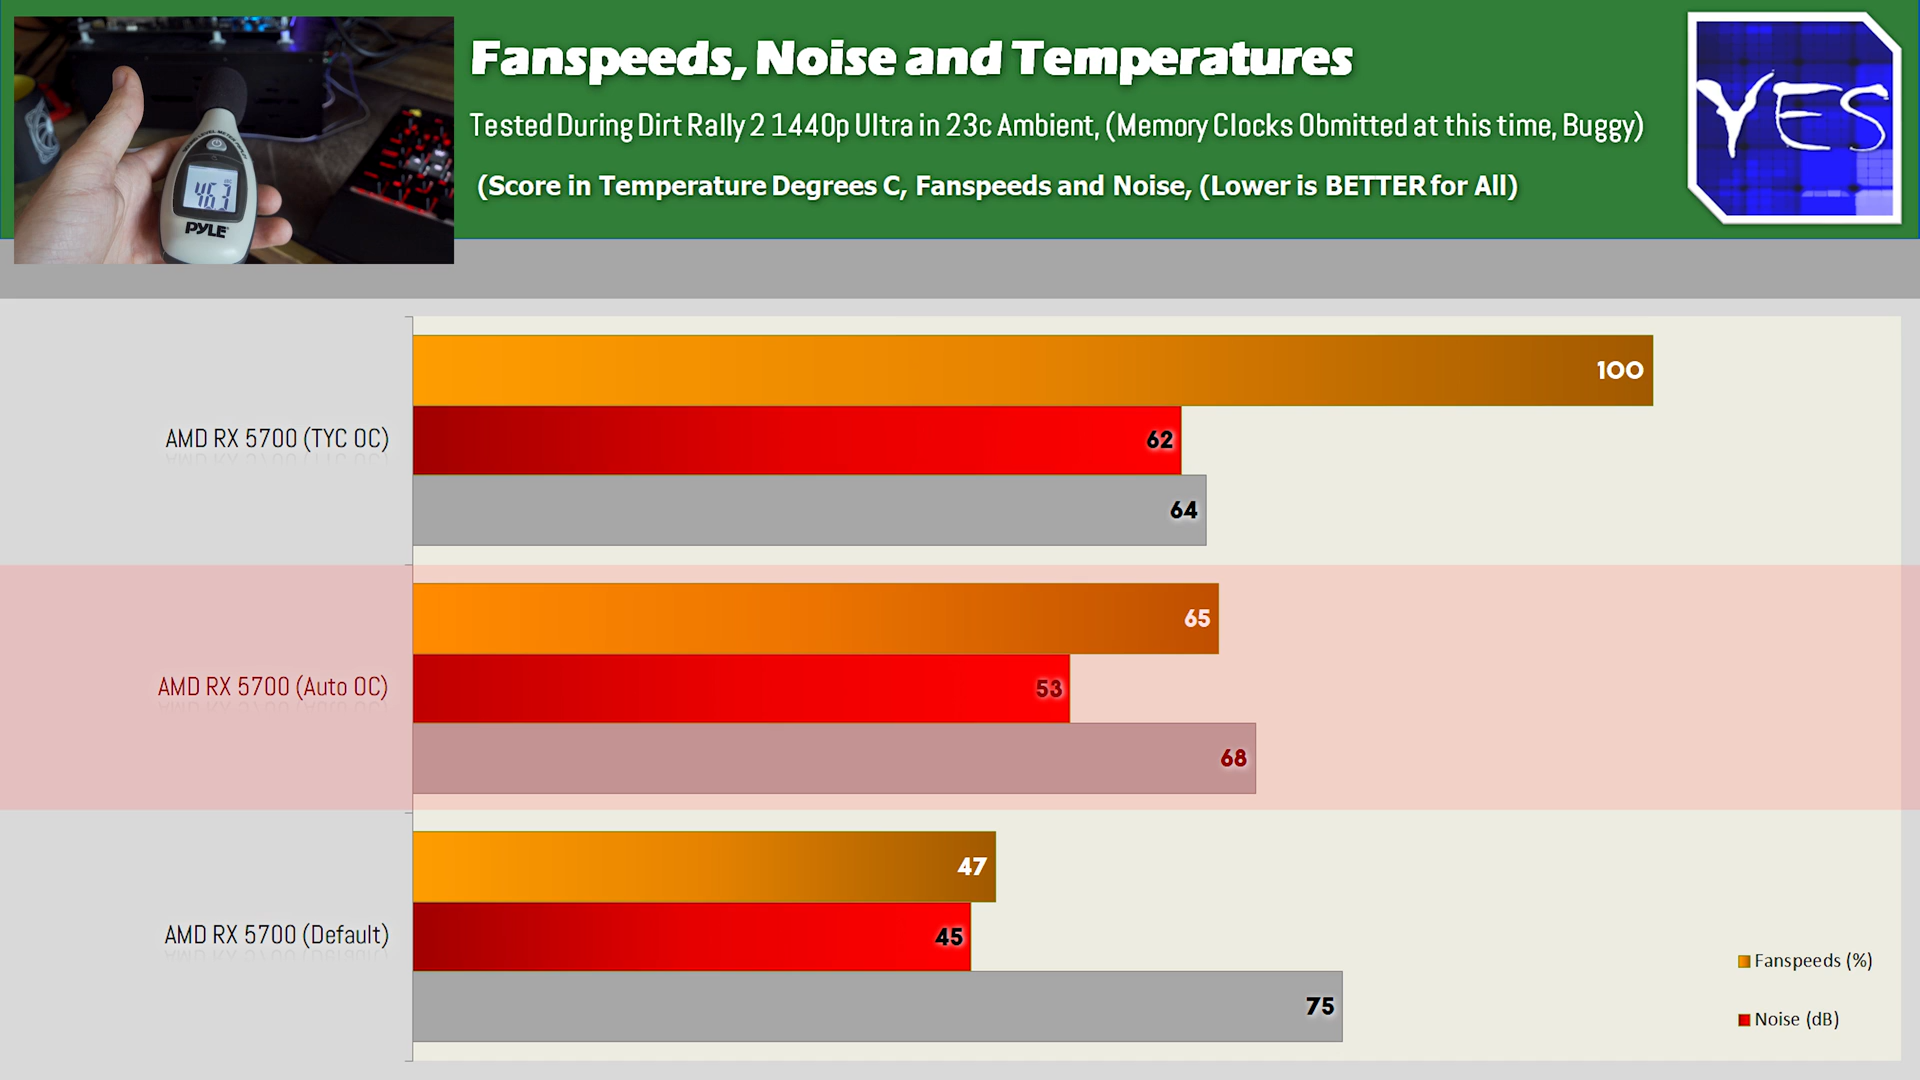 Fanspeeds, Noise and Temperatures
Tested During Dirt Rally 2 1440p Ultra in 23c Ambient, (Memory Clocks Obmitted at this time, Buggy)
(Score in Temperature Degrees C, Fanspeeds and Noise, (Lower is BETTER for All)
YES
46.3
PYLE
AMD RX 5700 (TYC OC)
100
62
64
AMD RX 5700 (Auto OC)
65
53
68
AMD RX 5700 (Default)
47
45
75
Fanspeeds (%)
Noise (dB)